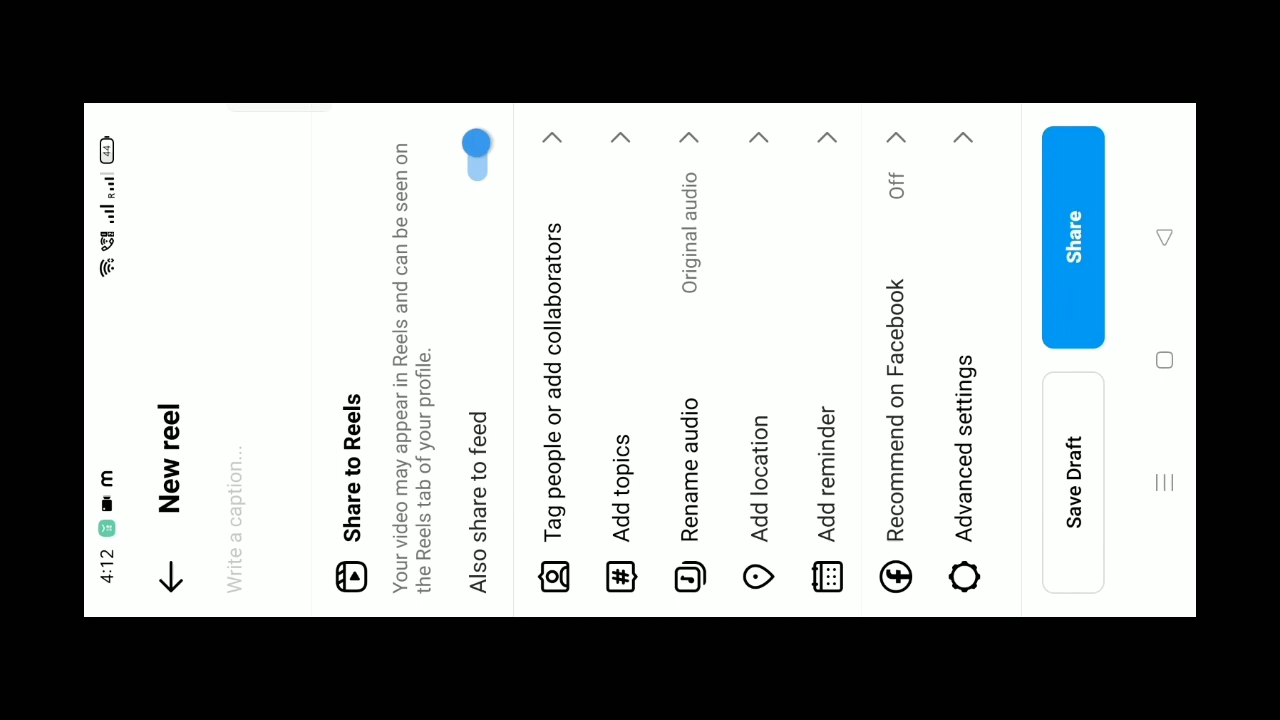 4:12 m R 44
New reel
Write a caption...
Share to Reels
Your video may appear in Reels and can be seen on
the Reels tab of your profile.
Also share to feed
Tag people or add collaborators
Add topics
Rename audio Original audio
Add location
Add reminder
Recommend on Facebook Off
Advanced settings
Save Draft Share